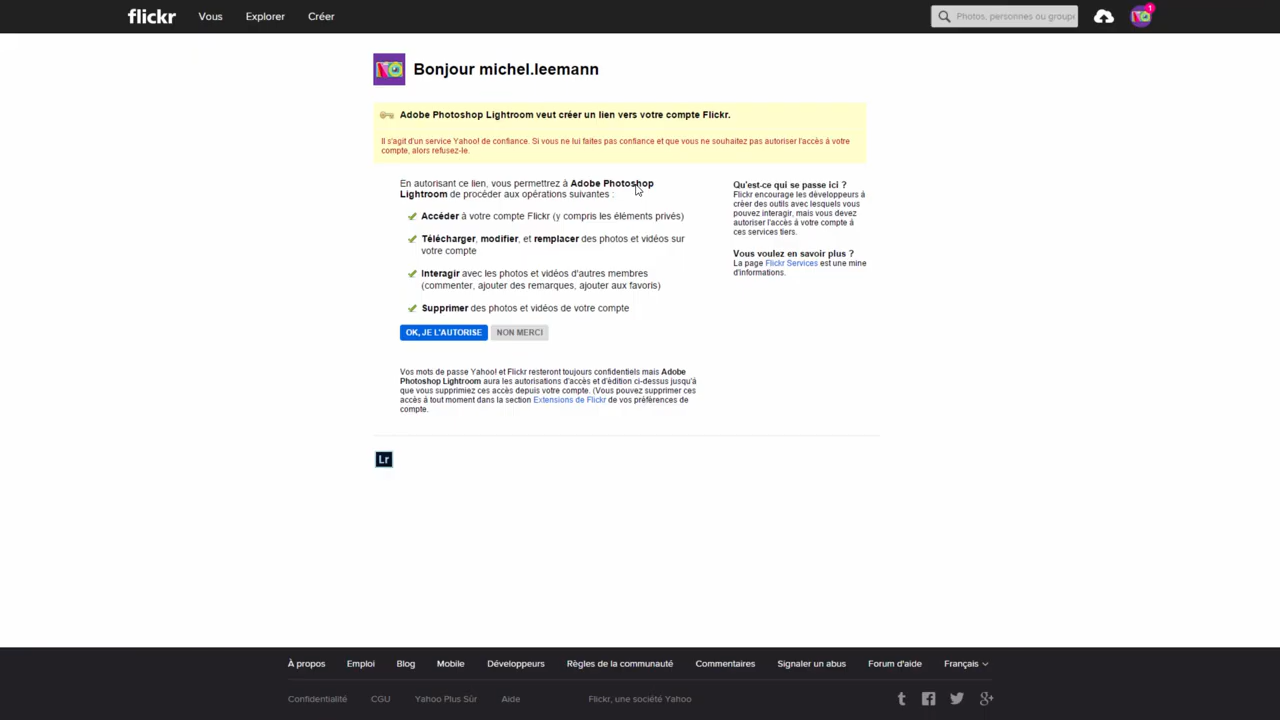 flickr Vous Explorer Créer Photos, personnes ou groupe 1
Bonjour michel.leemann
Adobe Photoshop Lightroom veut créer un lien vers votre compte Flickr.
Il s'agit d'un service Yahoo! de confiance. Si vous ne lui faites pas confiance et que vous ne souhaitez pas autoriser l'accès à votre
compte, alors refusez-le.
En autorisant ce lien, vous permettrez à Adobe Photoshop
Lightroom de procéder aux opérations suivantes :
Accéder à votre compte Flickr (y compris les éléments privés)
Télécharger, modifier, et remplacer des photos et vidéos sur
votre compte
Interagir avec les photos et vidéos d'autres membres
(commenter, ajouter des remarques, ajouter aux favoris)
Supprimer des photos et vidéos de votre compte
OK, JE L'AUTORISE NON MERCI
Vos mots de passe Yahoo! et Flickr resteront toujours confidentiels mais Adobe
Photoshop Lightroom aura les autorisations d'accès et d'édition ci-dessus jusqu'à
que vous supprimiez ces accès depuis votre compte. (Vous pouvez supprimer ces
accès à tout moment dans la section Extensions de Flickr de vos préférences de
compte.
Qu'est-ce qui se passe ici ?
Flickr encourage les développeurs à
créer des outils avec lesquels vous
pouvez interagir, mais vous devez
autoriser l'accès à votre compte à
ces services tiers.
Vous voulez en savoir plus ?
La page Flickr Services est une mine
d'informations.
Lr
À propos Emploi Blog Mobile Développeurs Règles de la communauté Commentaires Signaler un abus Forum d'aide Français
Confidentialité CGU Yahoo Plus Sûr Aide Flickr, une société Yahoo